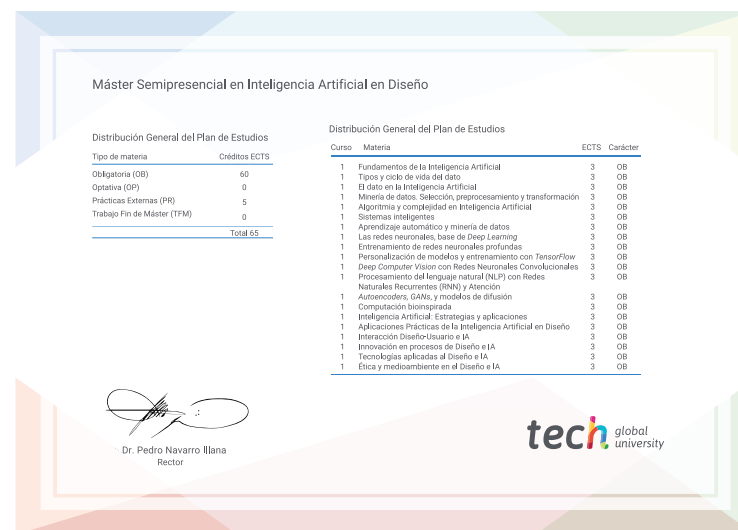 Máster Semipresencial en Inteligencia Artificial en Diseño
Distribución General del Plan de Estudios
Tipo de materia Créditos ECTS
Obligatoria (OB) 60
Optativa (OP) 0
Prácticas Externas (PR) 5
Trabajo Fin de Máster (TFM) 0
Total 65
Distribución General del Plan de Estudios
Curso Materia ECTS Carácter
1 Fundamentos de la Inteligencia Artificial 3 OB
1 Tipos y ciclo de vida del dato 3 OB
1 El dato en la Inteligencia Artificial 3 OB
1 Minería de datos. Selección, preprocesamiento y transformación 3 OB
1 Algoritmia y complejidad en Inteligencia Artificial 3 OB
1 Sistemas inteligentes 3 OB
1 Aprendizaje automático y minería de datos 3 OB
1 Las redes neuronales, base de Deep Learning 3 OB
1 Entrenamiento de redes neuronales profundas 3 OB
1 Personalización de modelos y entrenamiento con TensorFlow 3 OB
1 Deep Computer Vision con Redes Neuronales Convolucionales 3 OB
1 Procesamiento del lenguaje natural (NLP) con Redes 3 OB
Naturales Recurrentes (RNN) y Atención
1 Autoencoders, GANs, y modelos de difusión 3 OB
1 Computación bioinspirada 3 OB
1 Inteligencia Artificial: Estrategias y aplicaciones 3 OB
1 Aplicaciones Prácticas de la Inteligencia Artificial en Diseño 3 OB
1 Interacción Diseño-Usuario e IA 3 OB
1 Innovación en procesos de Diseño e IA 3 OB
1 Tecnologías aplicadas al Diseño e IA 3 OB
1 Ética y medioambiente en el Diseño e IA 3 OB
Dr. Pedro Navarro Illana
Rector
tech global
university